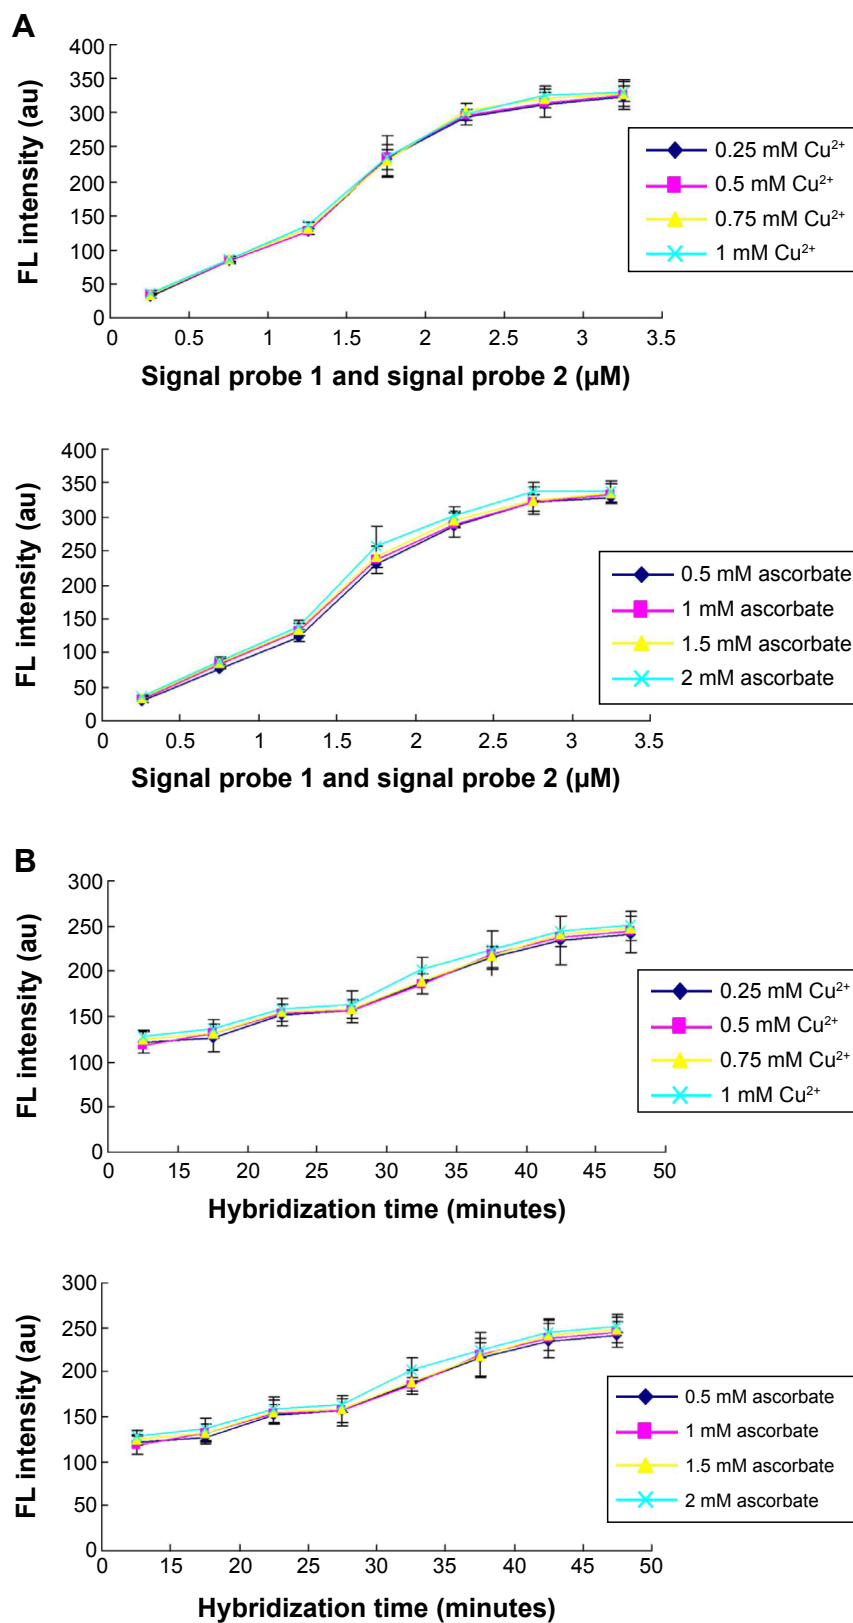 A
FL intensity (au)
400
350
300
250
200
150
100
50
0
0 0.5 1 1.5 2 2.5 3 3.5
Signal probe 1 and signal probe 2 (µM)
0.25 mM Cu²⁺
0.5 mM Cu²⁺
0.75 mM Cu²⁺
1 mM Cu²⁺
FL intensity (au)
400
350
300
250
200
150
100
50
0
0 0.5 1 1.5 2 2.5 3 3.5
Signal probe 1 and signal probe 2 (µM)
0.5 mM ascorbate
1 mM ascorbate
1.5 mM ascorbate
2 mM ascorbate
B
FL intensity (au)
300
250
200
150
100
50
0
0 15 20 25 30 35 40 45 50
Hybridization time (minutes)
0.25 mM Cu²⁺
0.5 mM Cu²⁺
0.75 mM Cu²⁺
1 mM Cu²⁺
FL intensity (au)
300
250
200
150
100
50
0
0 15 20 25 30 35 40 45 50
Hybridization time (minutes)
0.5 mM ascorbate
1 mM ascorbate
1.5 mM ascorbate
2 mM ascorbate